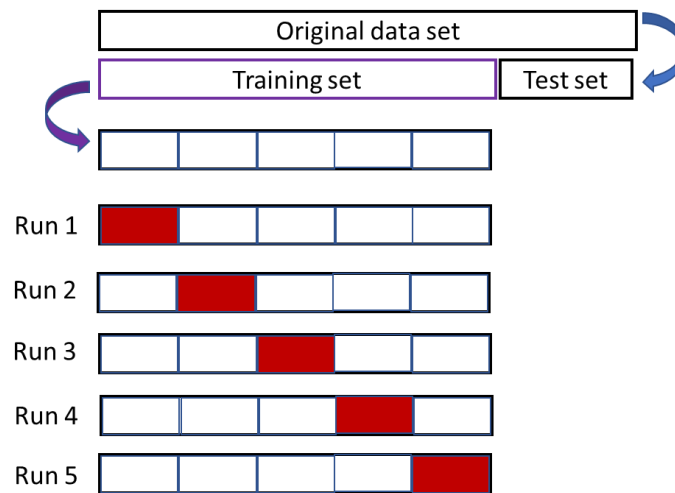 Original data set
Training set
Test set
Run 1
Run 2
Run 3
Run 4
Run 5